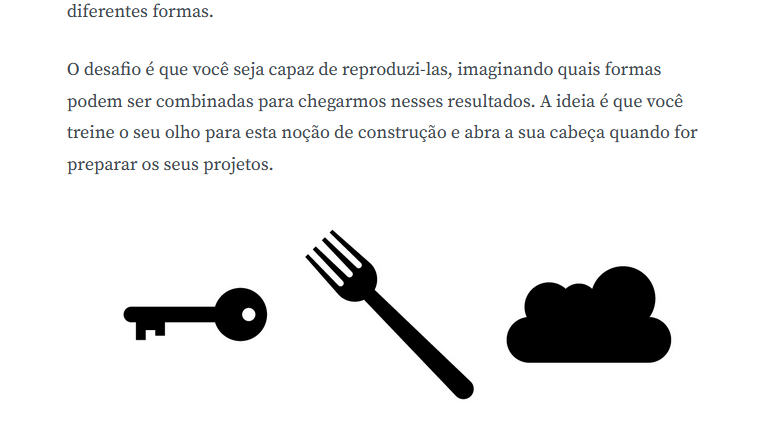 diferentes formas.
O desafio é que você seja capaz de reproduzi-las, imaginando quais formas
podem ser combinadas para chegarmos nesses resultados. A ideia é que você
treine o seu olho para esta noção de construção e abra a sua cabeça quando for
preparar os seus projetos.